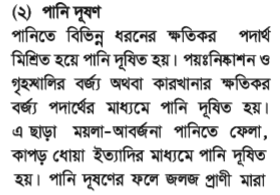 (২) পানি দূষণ
পানিতে বিভিন্ন ধরনের ক্ষতিকর পদার্থ
মিশ্রিত হয়ে পানি দূষিত হয়। পয়ঃনিষ্কাশন ও
গৃহস্থালির বর্জ্য অথবা কারখানার ক্ষতিকর
বর্জ্য পদার্থের মাধ্যমে পানি দূষিত হয়।
এ ছাড়া ময়লা-আবর্জনা পানিতে ফেলা,
কাপড় ধোয়া ইত্যাদির মাধ্যমে পানি দূষিত
হয়। পানি দূষণের ফলে জলজ প্রাণী মারা